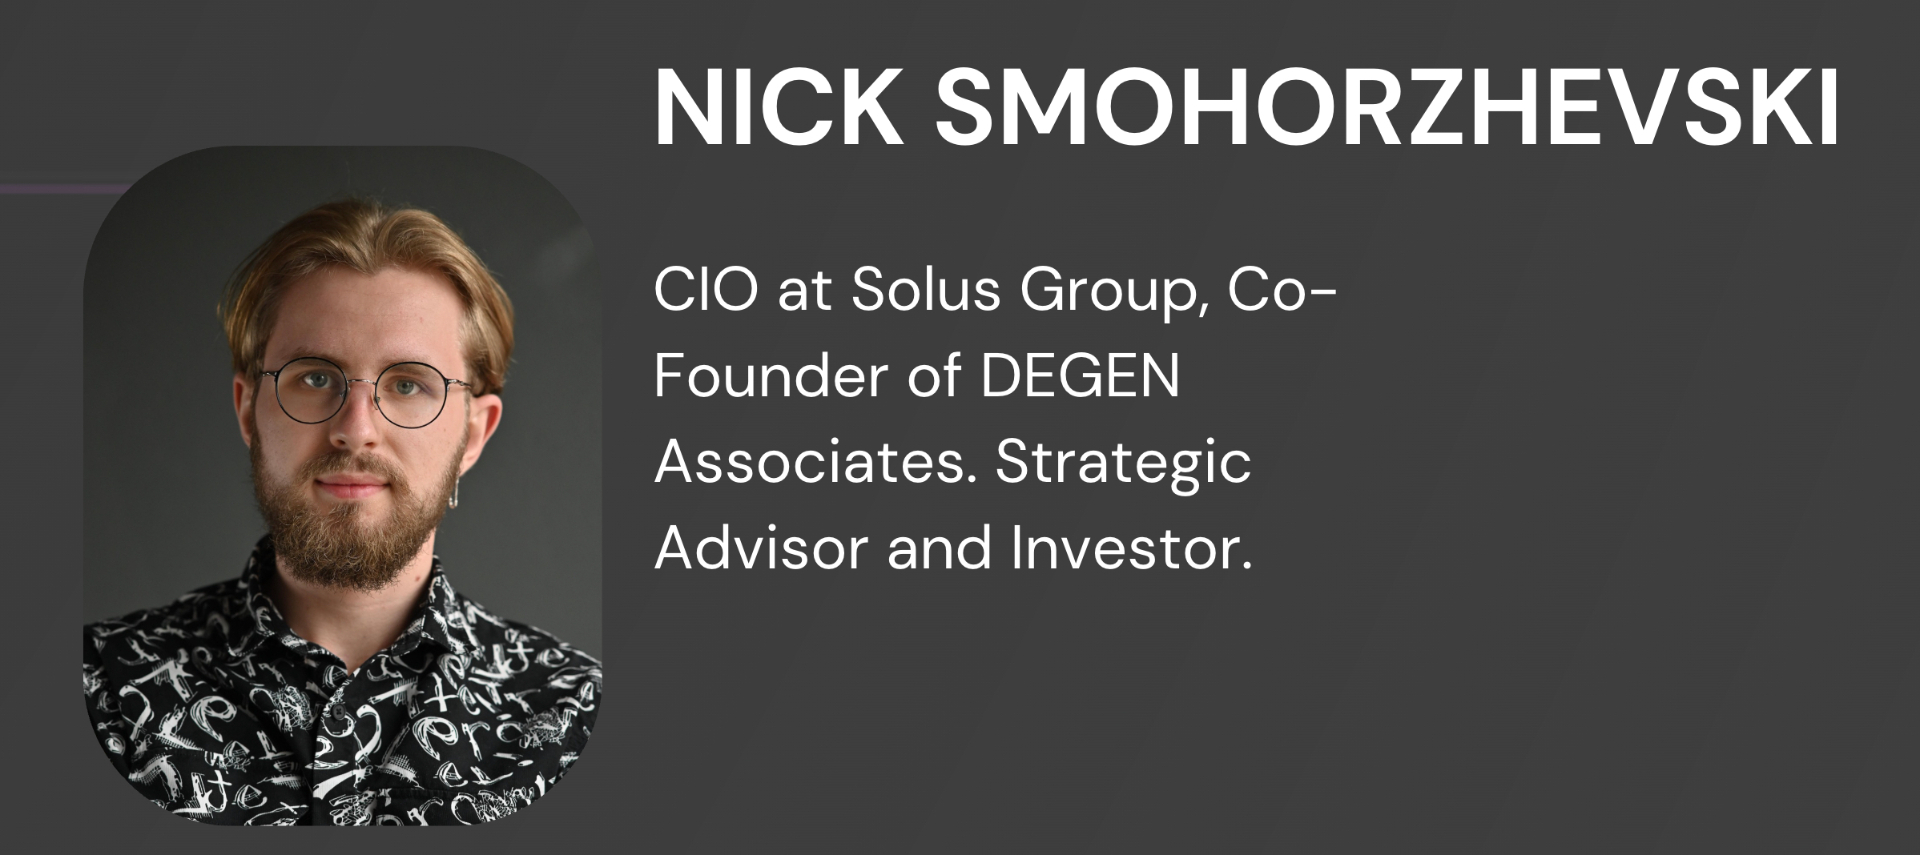 NICK SMOHORZHEVSKI
CIO at Solus Group, Co-
Founder of DEGEN
Associates. Strategic
Advisor and Investor.